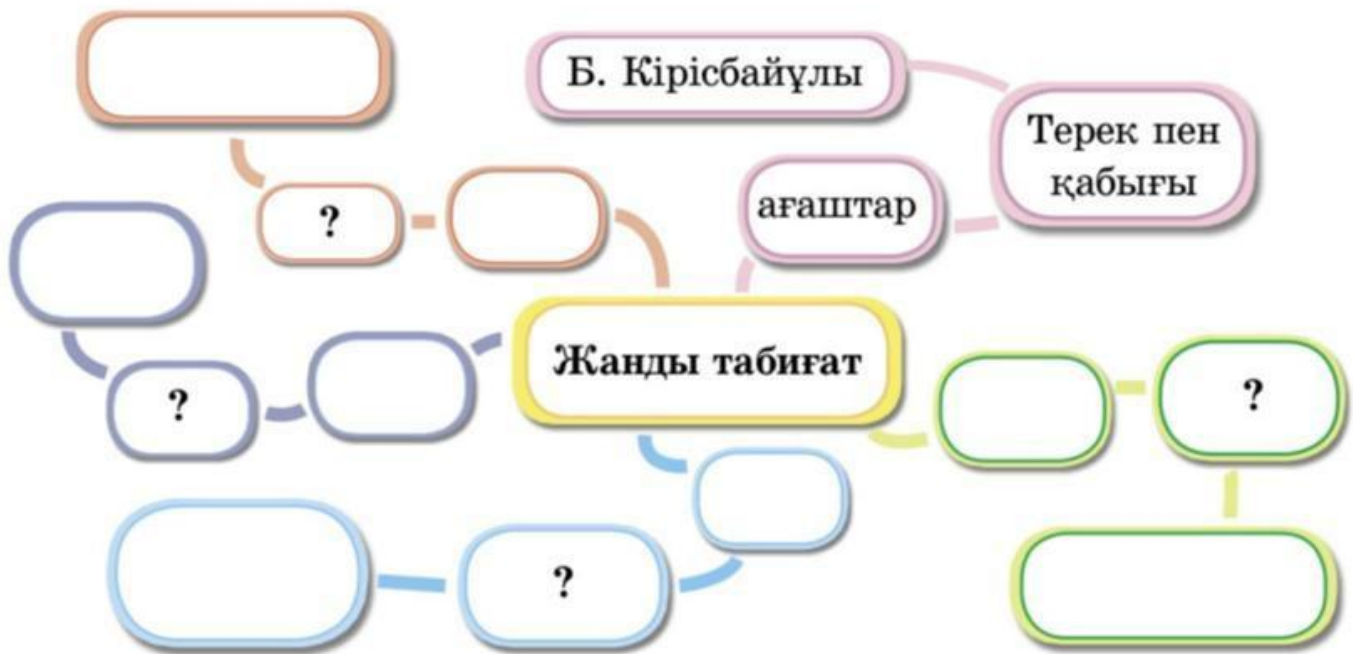 Б. Кірісбайұлы
Терек пен
қабығы
ағаштар
?
Жанды табиғат
?
?
?